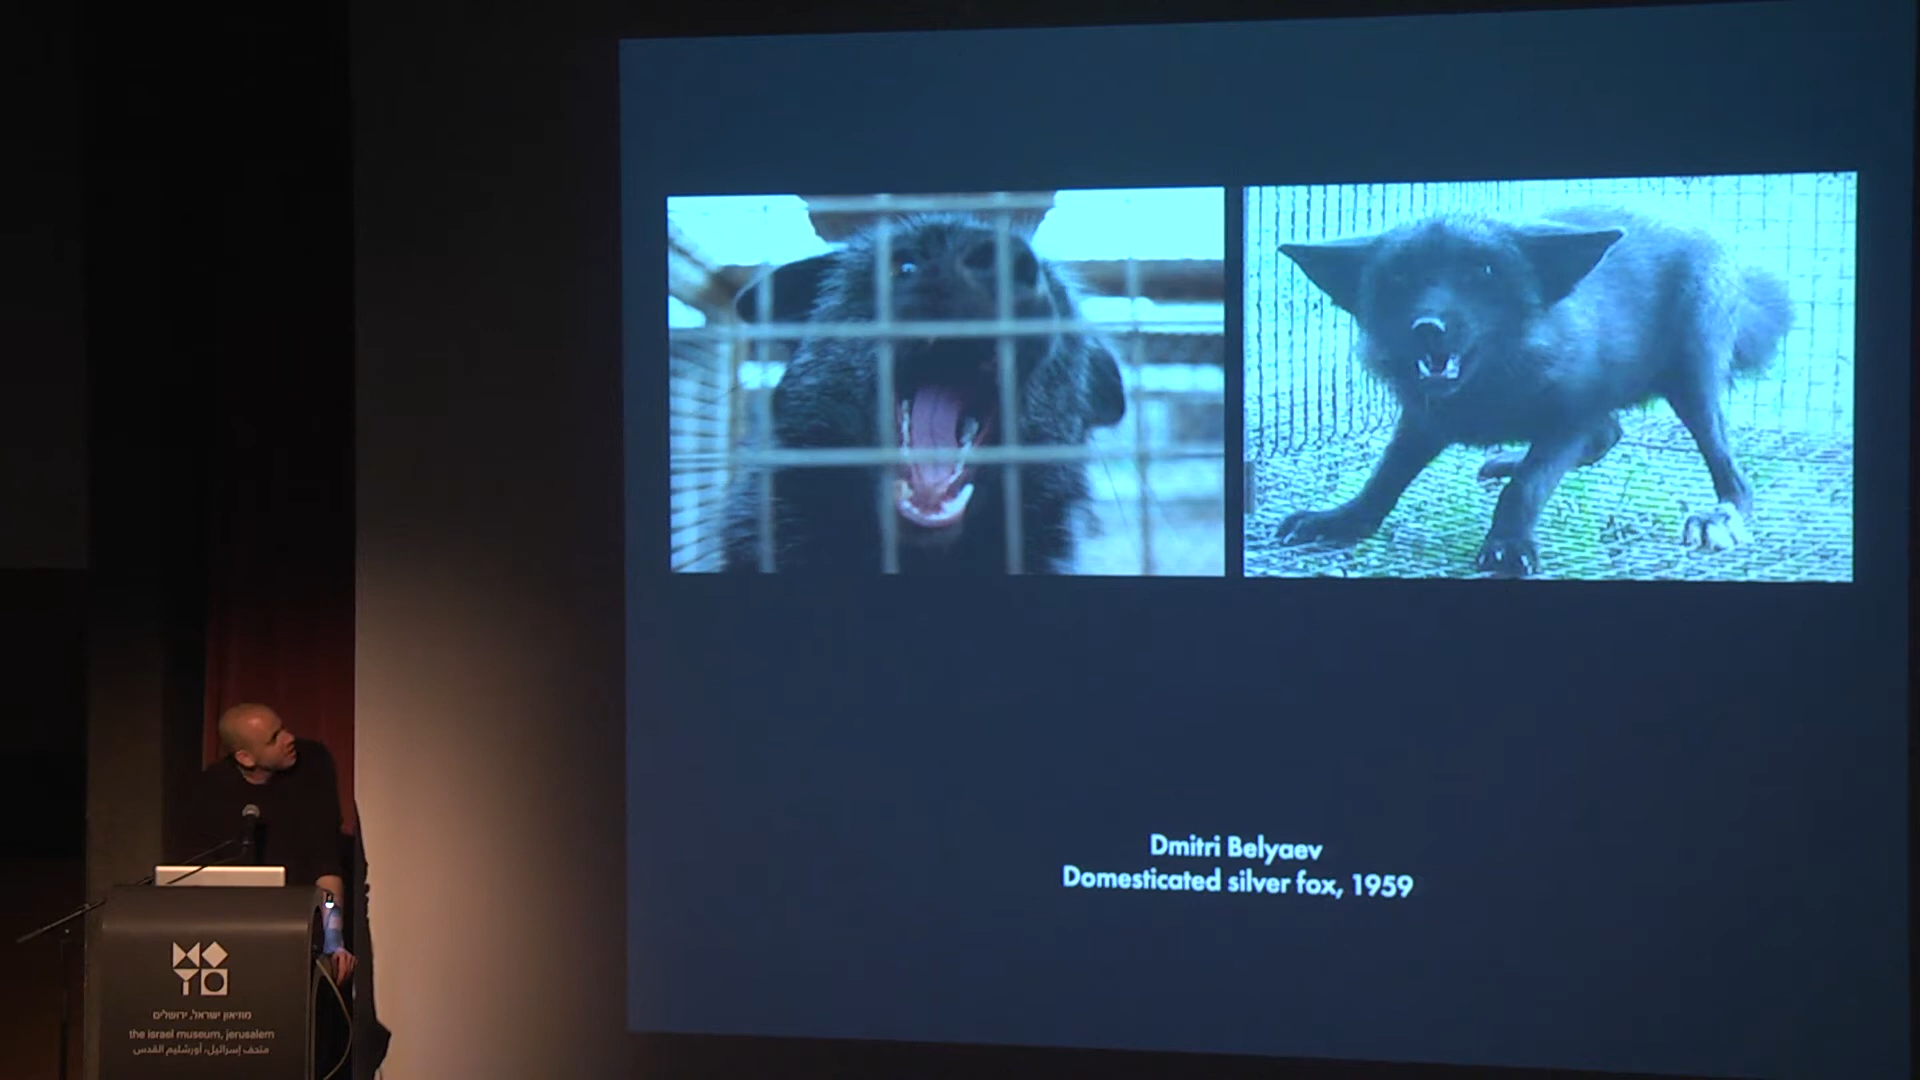 Dmitri Belyaev
Domesticated silver fox, 1959
מוזיאון ישראל, ירושלים
the israel museum, jerusalem
متحف إسرائيل، أورشليم القدس